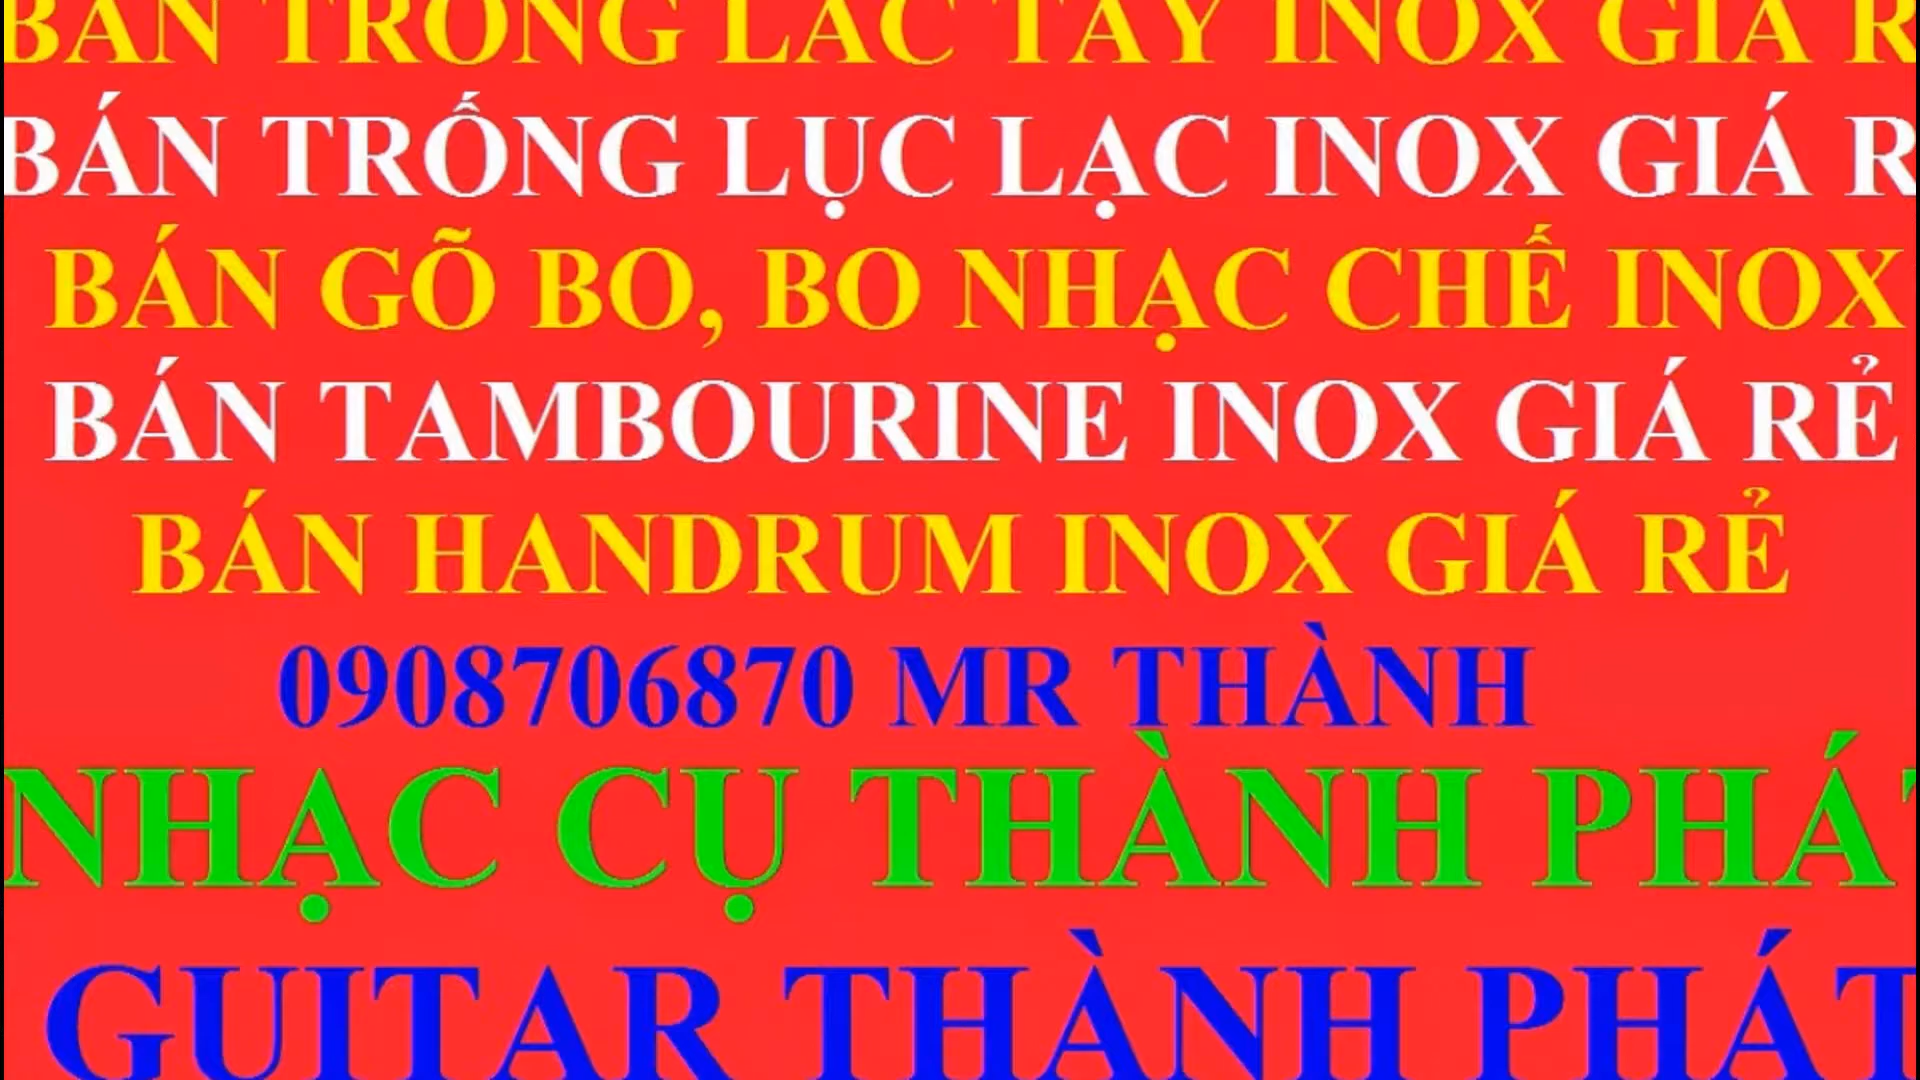 BÁN TRỐNG LẮC TAY INOX GIÁ R
BÁN TRỐNG LỤC LẠC INOX GIÁ R
BÁN GÕ BO, BO NHẠC CHẾ INOX
BÁN TAMBOURINE INOX GIÁ RẺ
BÁN HANDRUM INOX GIÁ RẺ
0908706870 MR THÀNH
NHẠC CỤ THÀNH PHÁT
GUITAR THÀNH PHÁT